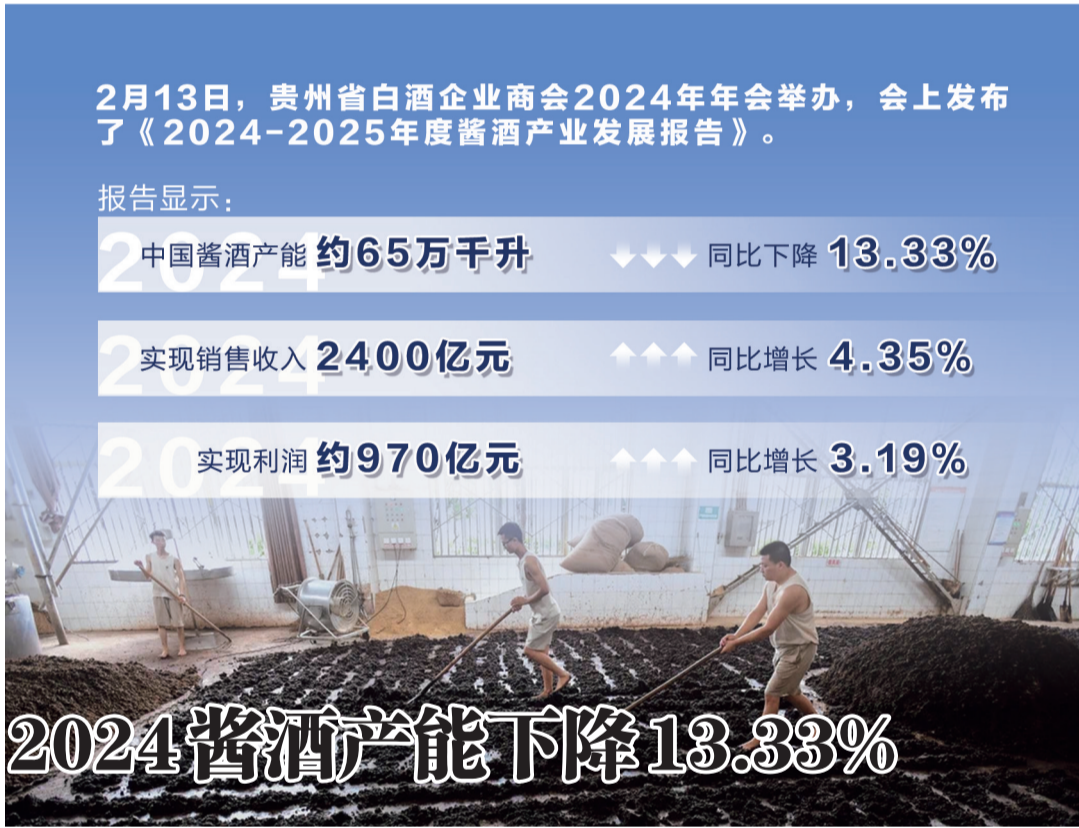 2月13日，贵州省白酒企业商会2024年年会举办，会上发布
了《2024-2025年度酱酒产业发展报告》。
报告显示：
2024
中国酱酒产能 约65万千升 同比下降 13.33%
2024
实现销售收入 2400亿元 同比增长 4.35%
2024
实现利润 约970亿元 同比增长 3.19%
2024酱酒产能下降13.33%